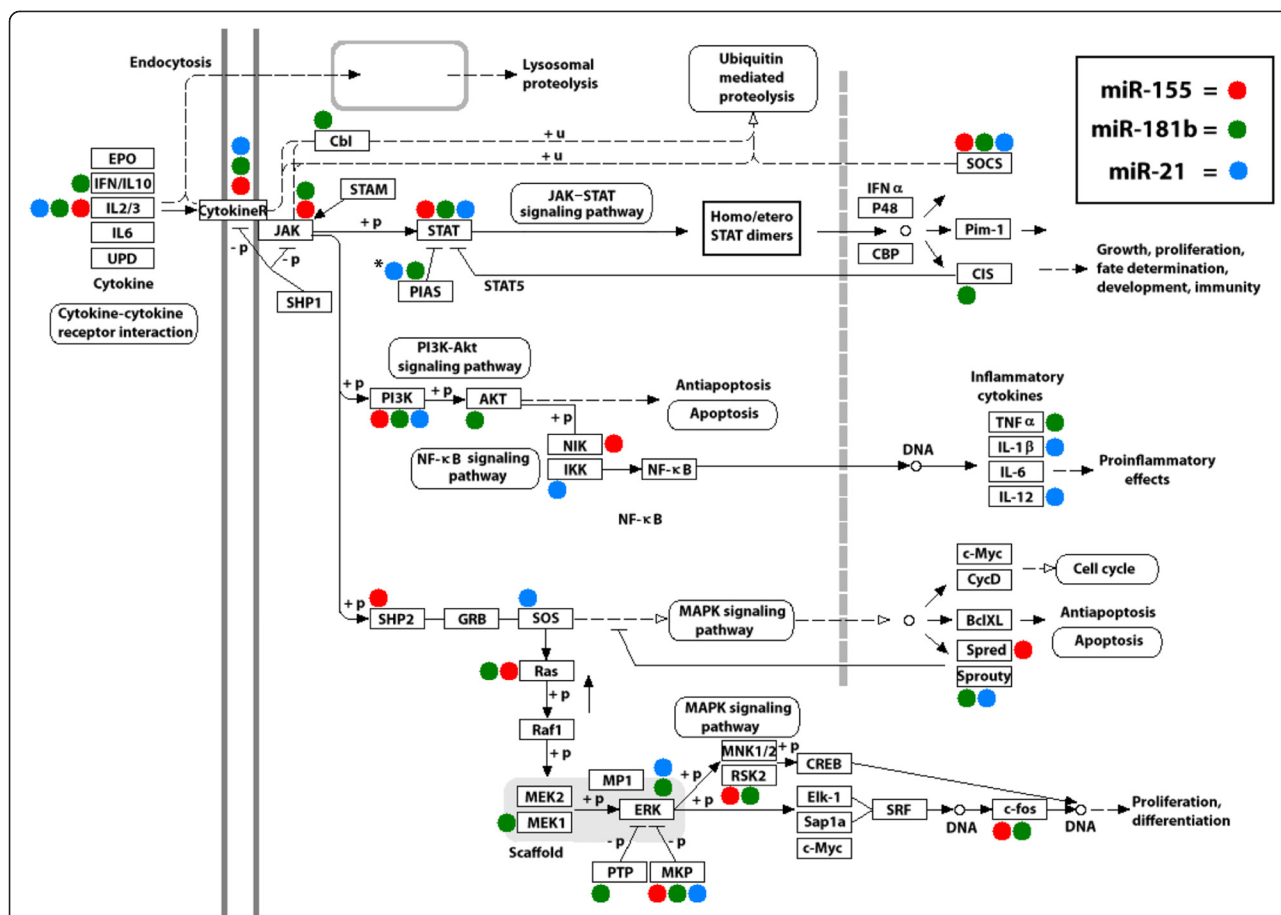 Endocytosis
Lysosomal
proteolysis
Ubiquitin
mediated
proteolysis
miR-155 =
miR-181b =
miR-21 =
Cbl
+ u
+ u
SOCS
EPO
IFN/IL10
IL2/3
IL6
UPD
Cytokine
Cytokine-cytokine
receptor interaction
CytokineR
JAK
STAM
- p
- p
SHP1
+ p
STAT
*
PIAS
STAT5
JAK–STAT
signaling pathway
Homo/etero
STAT dimers
IFN α
P48
CBP
Pim-1
CIS
Growth, proliferation,
fate determination,
development, immunity
PI3K-Akt
signaling pathway
+ p
PI3K
+ p
AKT
+ p
Antiapoptosis
Apoptosis
NF-κB signaling
pathway
NIK
IKK
NF-κB
NF-κB
DNA
Inflammatory
cytokines
TNF α
IL-1β
IL-6
IL-12
Proinflammatory
effects
+ p
SHP2
GRB
SOS
MAPK signaling
pathway
c-Myc
CycD
Cell cycle
BclXL
Antiapoptosis
Apoptosis
Spred
Sprouty
Ras
+ p
Raf1
+ p
MAPK signaling
pathway
MNK1/2
+ p
RSK2
CREB
MP1
MEK2
MEK1
+ p
ERK
+ p
+ p
Scaffold
Elk-1
Sap1a
c-Myc
SRF
DNA
c-fos
DNA
Proliferation,
differentiation
- p
- p
PTP
MKP